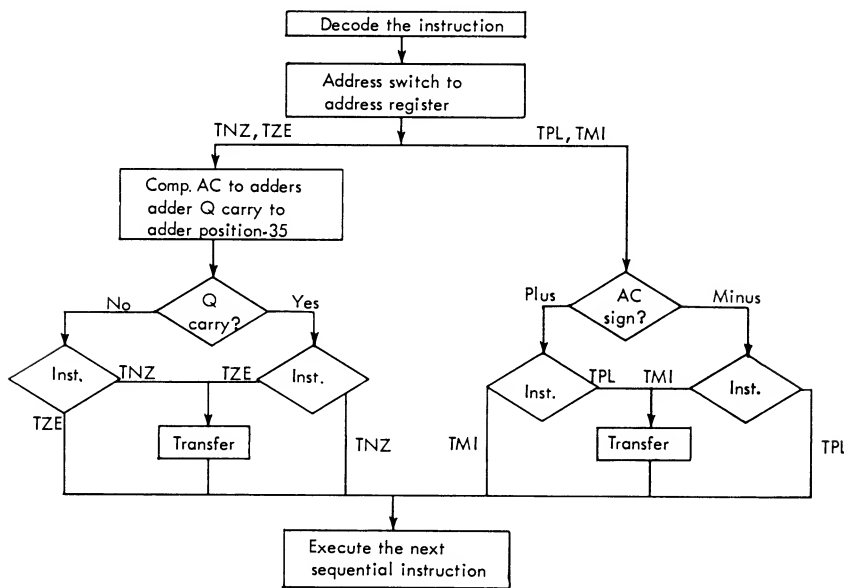 Decode the instruction
Address switch to
address register
TNZ, TZE
TPL, TMI
Comp. AC to adders
adder Q carry to
adder position-35
No
Q
carry?
Yes
Plus
AC
sign?
Minus
Inst.
TNZ
TZE
Inst.
Inst.
TPL
TMI
Inst.
TZE
Transfer
TNZ
TMI
Transfer
TPL
Execute the next
sequential instruction